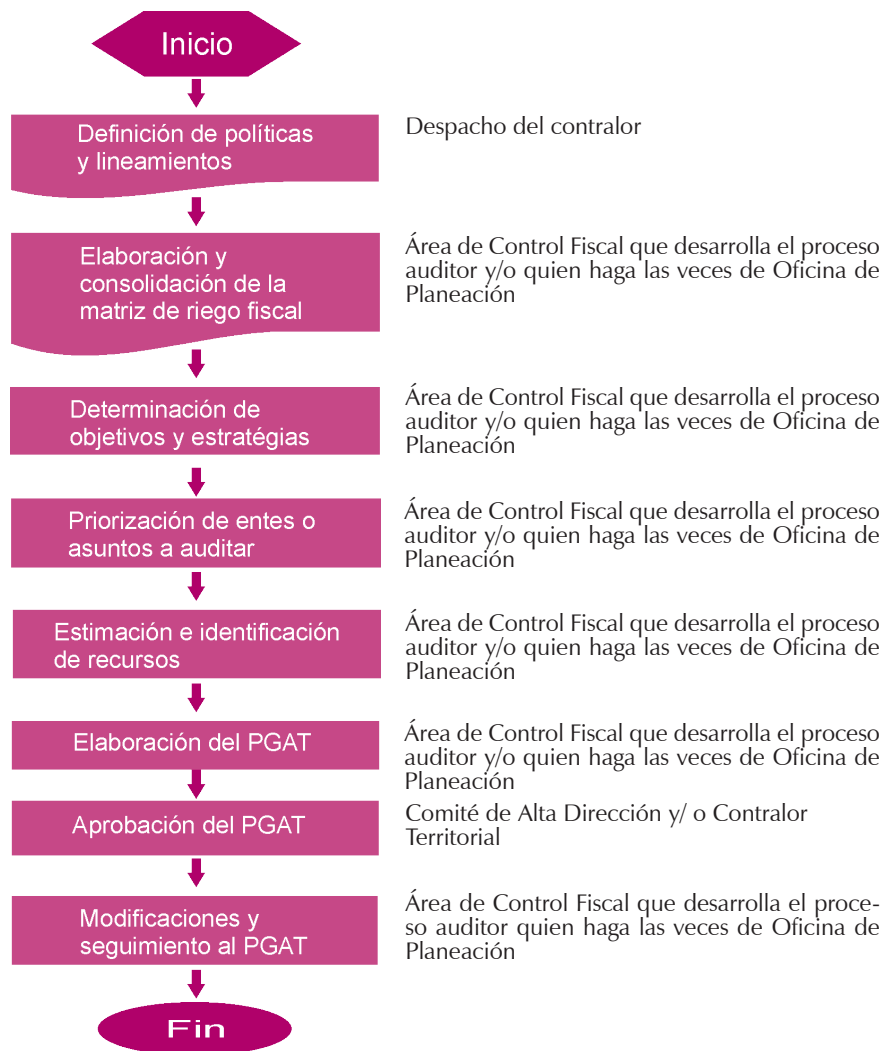 Inicio
Definición de políticas
y lineamientos
Despacho del contralor
Elaboración y
consolidación de la
matriz de riego fiscal
Área de Control Fiscal que desarrolla el proceso
auditor y/o quien haga las veces de Oficina de
Planeación
Determinación de
objetivos y estratégias
Área de Control Fiscal que desarrolla el proceso
auditor y/o quien haga las veces de Oficina de
Planeación
Priorización de entes o
asuntos a auditar
Área de Control Fiscal que desarrolla el proceso
auditor y/o quien haga las veces de Oficina de
Planeación
Estimación e identificación
de recursos
Área de Control Fiscal que desarrolla el proceso
auditor y/o quien haga las veces de Oficina de
Planeación
Elaboración del PGAT
Área de Control Fiscal que desarrolla el proceso
auditor y/o quien haga las veces de Oficina de
Planeación
Aprobación del PGAT
Comité de Alta Dirección y/ o Contralor
Territorial
Modificaciones y
seguimiento al PGAT
Área de Control Fiscal que desarrolla el proce-
so auditor quien haga las veces de Oficina de
Planeación
Fin